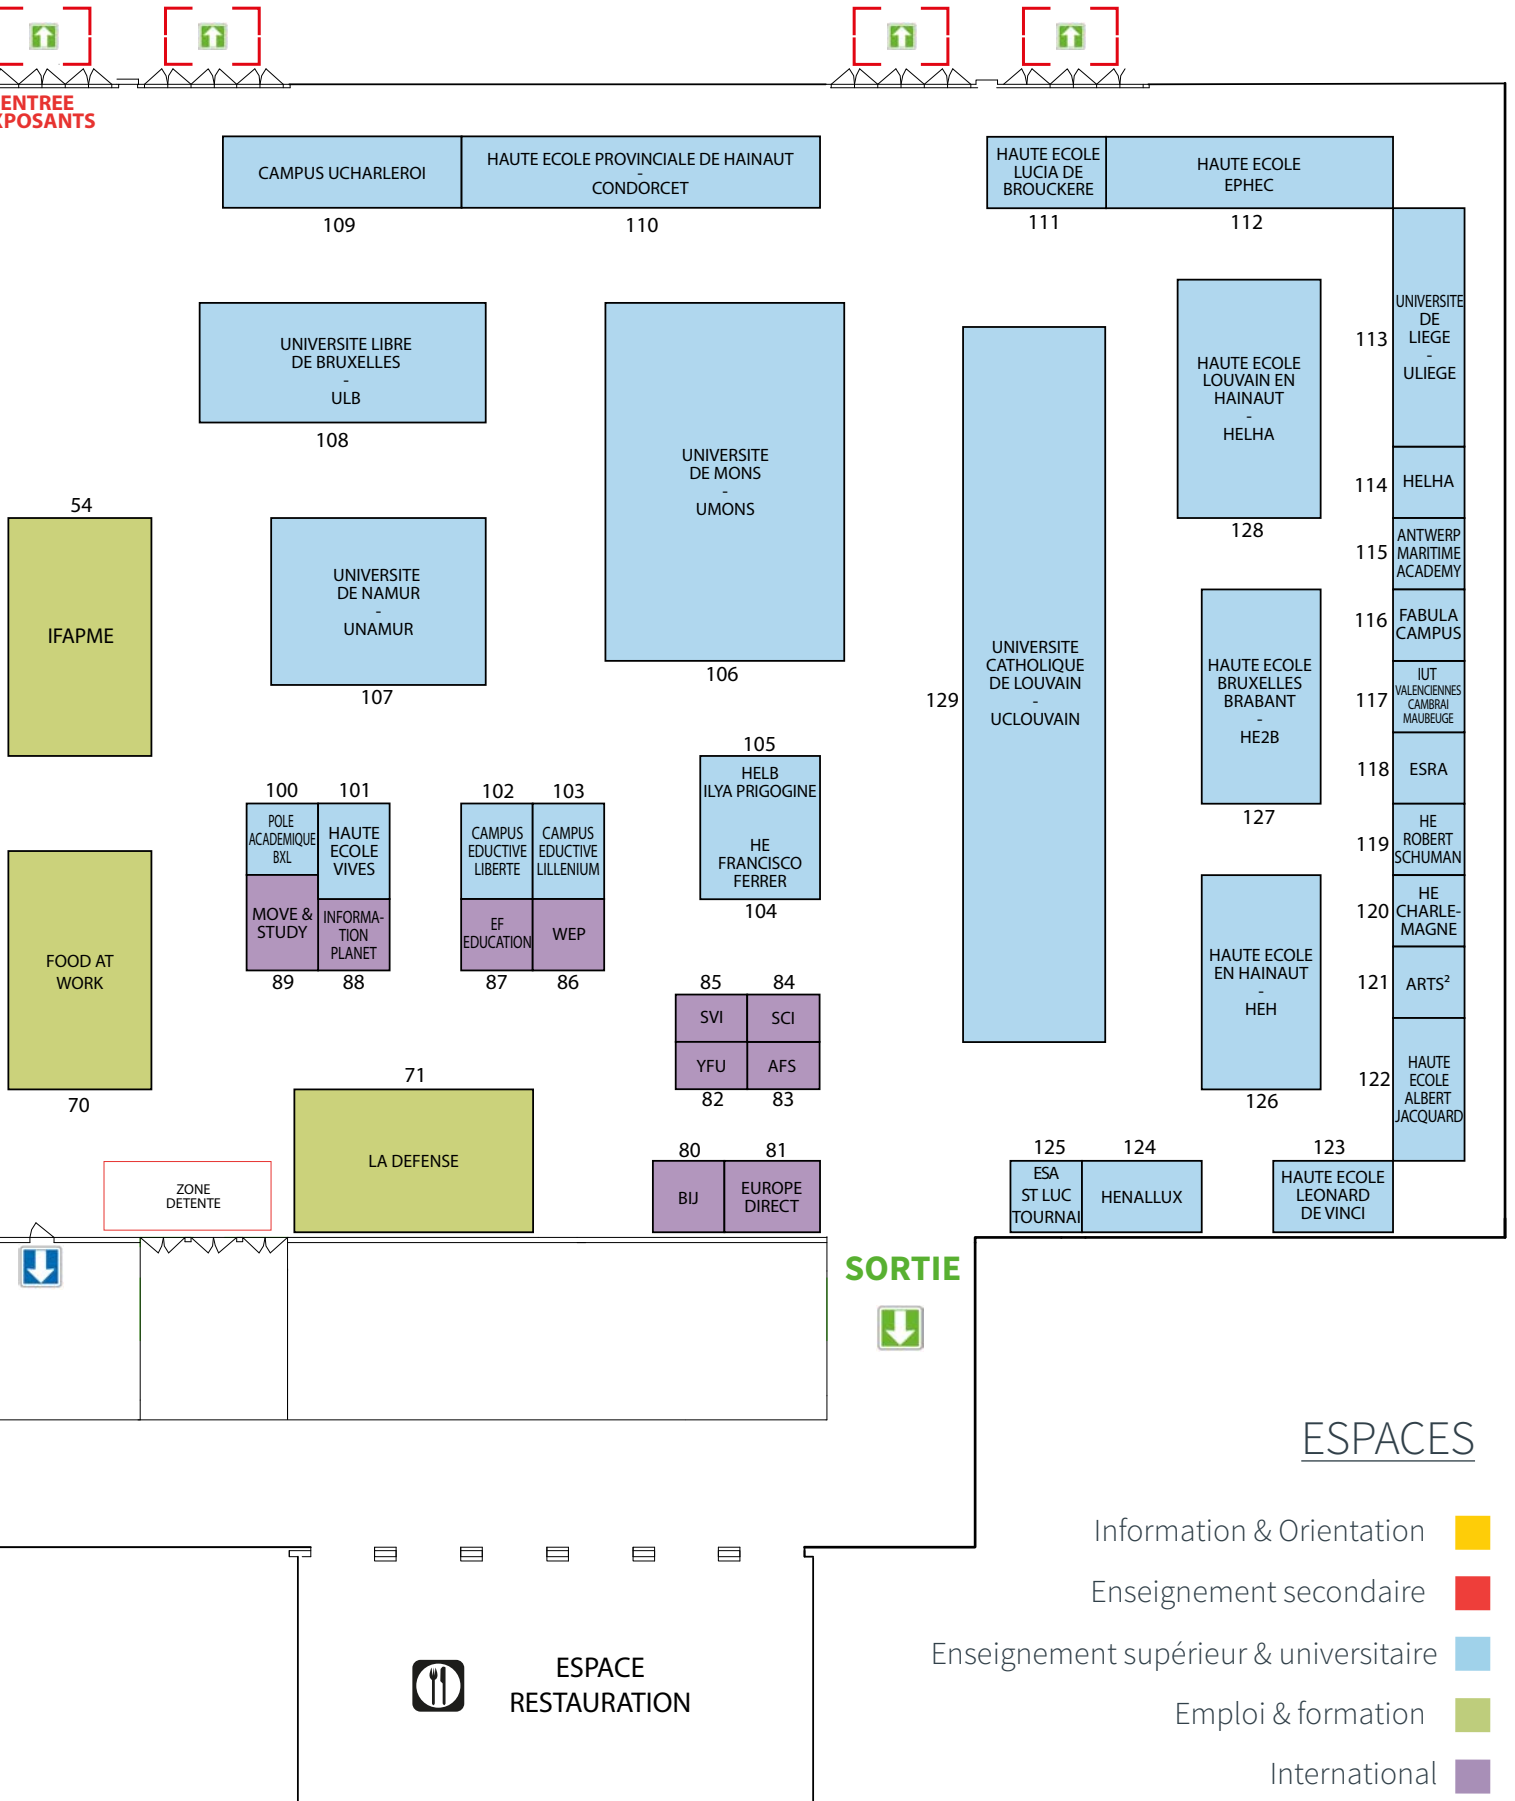 ENTREE
XPOSANTS
CAMPUS UCHARLEROI
109
HAUTE ECOLE PROVINCIALE DE HAINAUT
-
CONDORCET
110
HAUTE ECOLE
LUCIA DE
BROUCKERE
111
HAUTE ECOLE
EPHEC
112
UNIVERSITE LIBRE
DE BRUXELLES
-
ULB
108
UNIVERSITE
DE MONS
-
UMONS
106
HAUTE ECOLE
LOUVAIN EN
HAINAUT
-
HELHA
128
113
UNIVERSITE
DE
LIEGE
-
ULIEGE
114
HELHA
115
ANTWERP
MARITIME
ACADEMY
116
FABULA
CAMPUS
117
IUT
VALENCIENNES
CAMBRAI
MAUBEUGE
118
ESRA
119
HE
ROBERT
SCHUMAN
120
HE
CHARLE-
MAGNE
121
ARTS²
122
HAUTE
ECOLE
ALBERT
JACQUARD
54
IFAPME
UNIVERSITE
DE NAMUR
-
UNAMUR
107
129
UNIVERSITE
CATHOLIQUE
DE LOUVAIN
-
UCLOUVAIN
HAUTE ECOLE
BRUXELLES
BRABANT
-
HE2B
127
105
HELB
ILYA PRIGOGINE
HE
FRANCISCO
FERRER
104
100
POLE
ACADEMIQUE
BXL
101
HAUTE
ECOLE
VIVES
102
CAMPUS
EDUCTIVE
LIBERTE
103
CAMPUS
EDUCTIVE
LILLENIUM
MOVE &
STUDY
89
INFORMA-
TION
PLANET
88
EF
EDUCATION
87
WEP
86
FOOD AT
WORK
70
HAUTE ECOLE
EN HAINAUT
-
HEH
126
85
SVI
84
SCI
YFU
82
AFS
83
71
LA DEFENSE
80
BIJ
81
EUROPE
DIRECT
125
ESA
ST LUC
TOURNAI
124
HENALLUX
123
HAUTE ECOLE
LEONARD
DE VINCI
ZONE
DETENTE
SORTIE
ESPACES
Information & Orientation
Enseignement secondaire
Enseignement supérieur & universitaire
Emploi & formation
International
ESPACE
RESTAURATION